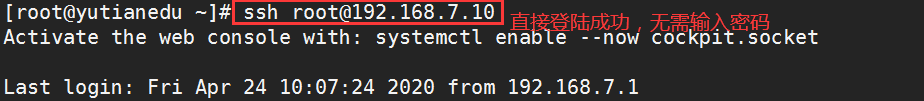 [root@yutianedu ~]# ssh root@192.168.7.10 直接登陆成功，无需输入密码
Activate the web console with: systemctl enable --now cockpit.socket
Last login: Fri Apr 24 10:07:24 2020 from 192.168.7.1